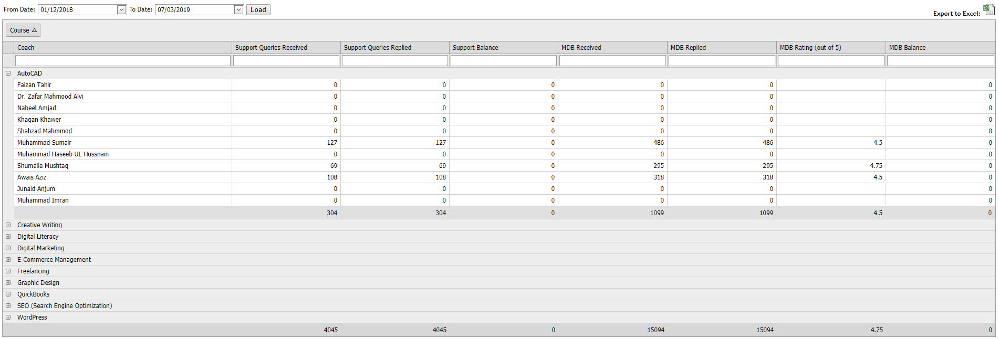 From Date: 01/12/2018 To Date: 07/03/2019 Load
Export to Excel:
Course
Coach Support Queries Received Support Queries Replied Support Balance MDB Received MDB Replied MDB Rating (out of 5) MDB Balance
AutoCAD
Faizan Tahir 0 0 0 0 0 0
Dr. Zafar Mahmood Alvi 0 0 0 0 0 0
Nabeel Amjad 0 0 0 0 0 0
Khaqan Khawer 0 0 0 0 0 0
Shahzad Mahmmod 0 0 0 0 0 0
Muhammad Sumair 127 127 0 486 486 4.5 0
Muhammad Haseeb UL Hussnain 0 0 0 0 0 0
Shumaila Mushtaq 69 69 0 295 295 4.75 0
Awais Aziz 108 108 0 318 318 4.5 0
Junaid Anjum 0 0 0 0 0 0
Muhammad Imran 0 0 0 0 0 0
304 304 0 1099 1099 4.5 0
Creative Writing
Digital Literacy
Digital Marketing
E-Commerce Management
Freelancing
Graphic Design
QuickBooks
SEO (Search Engine Optimization)
WordPress
4045 4045 0 15094 15094 4.75 0